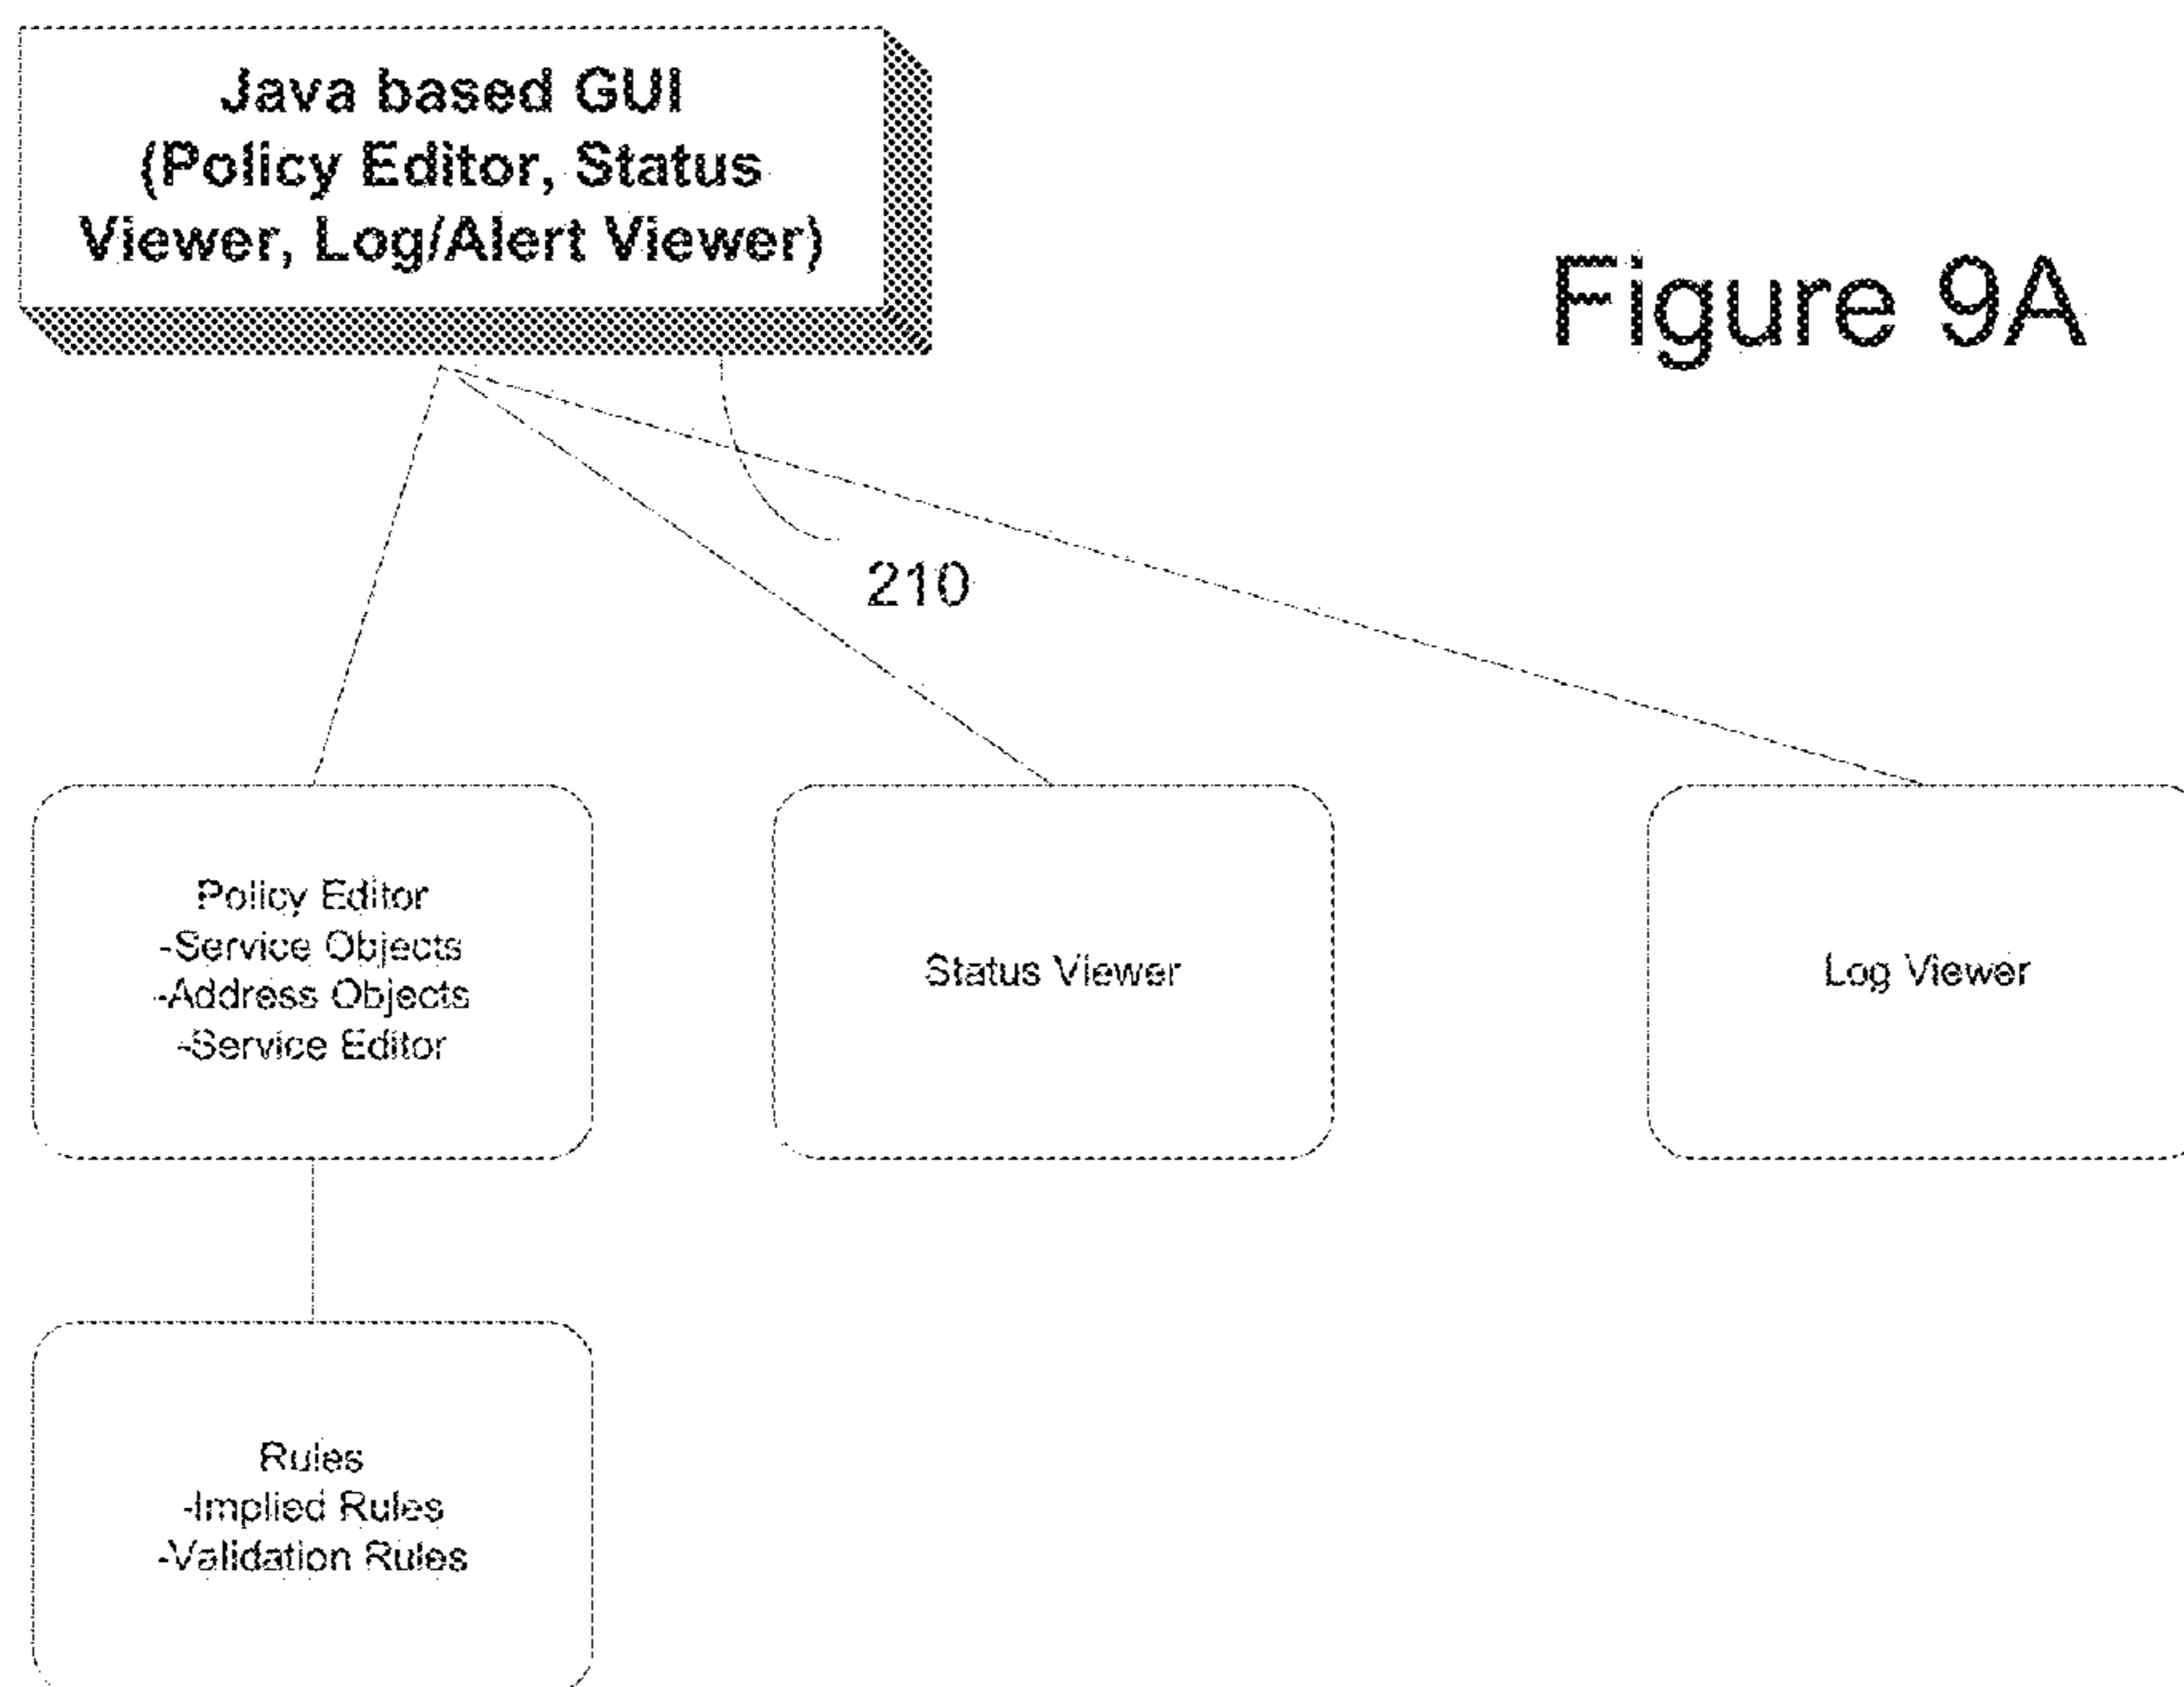 Java based GUI
(Policy Editor, Status
Viewer, Log/Alert Viewer)
Figure 9A
210
Policy Editor
-Service Objects
-Address Objects
-Service Editor
Status Viewer
Log Viewer
Rules
-Implied Rules
-Validation Rules